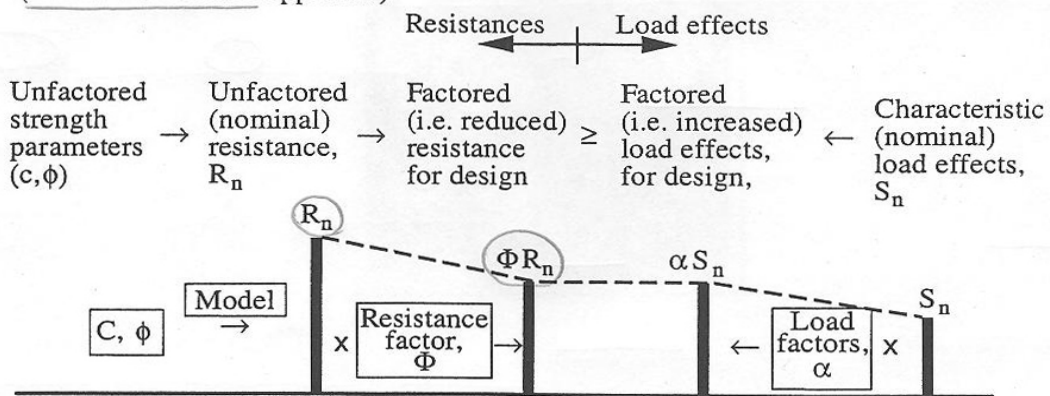 Resistances Load effects
Unfactored strength parameters (c,ϕ)
→
Unfactored (nominal) resistance, Rn
→
Factored (i.e. reduced) resistance for design
≥
Factored (i.e. increased) load effects, for design,
←
Characteristic (nominal) load effects, Sn
Rn
ΦRn
αSn
Sn
C, ϕ
Model
→
x
Resistance factor, Φ
→
←
Load factors, α
x